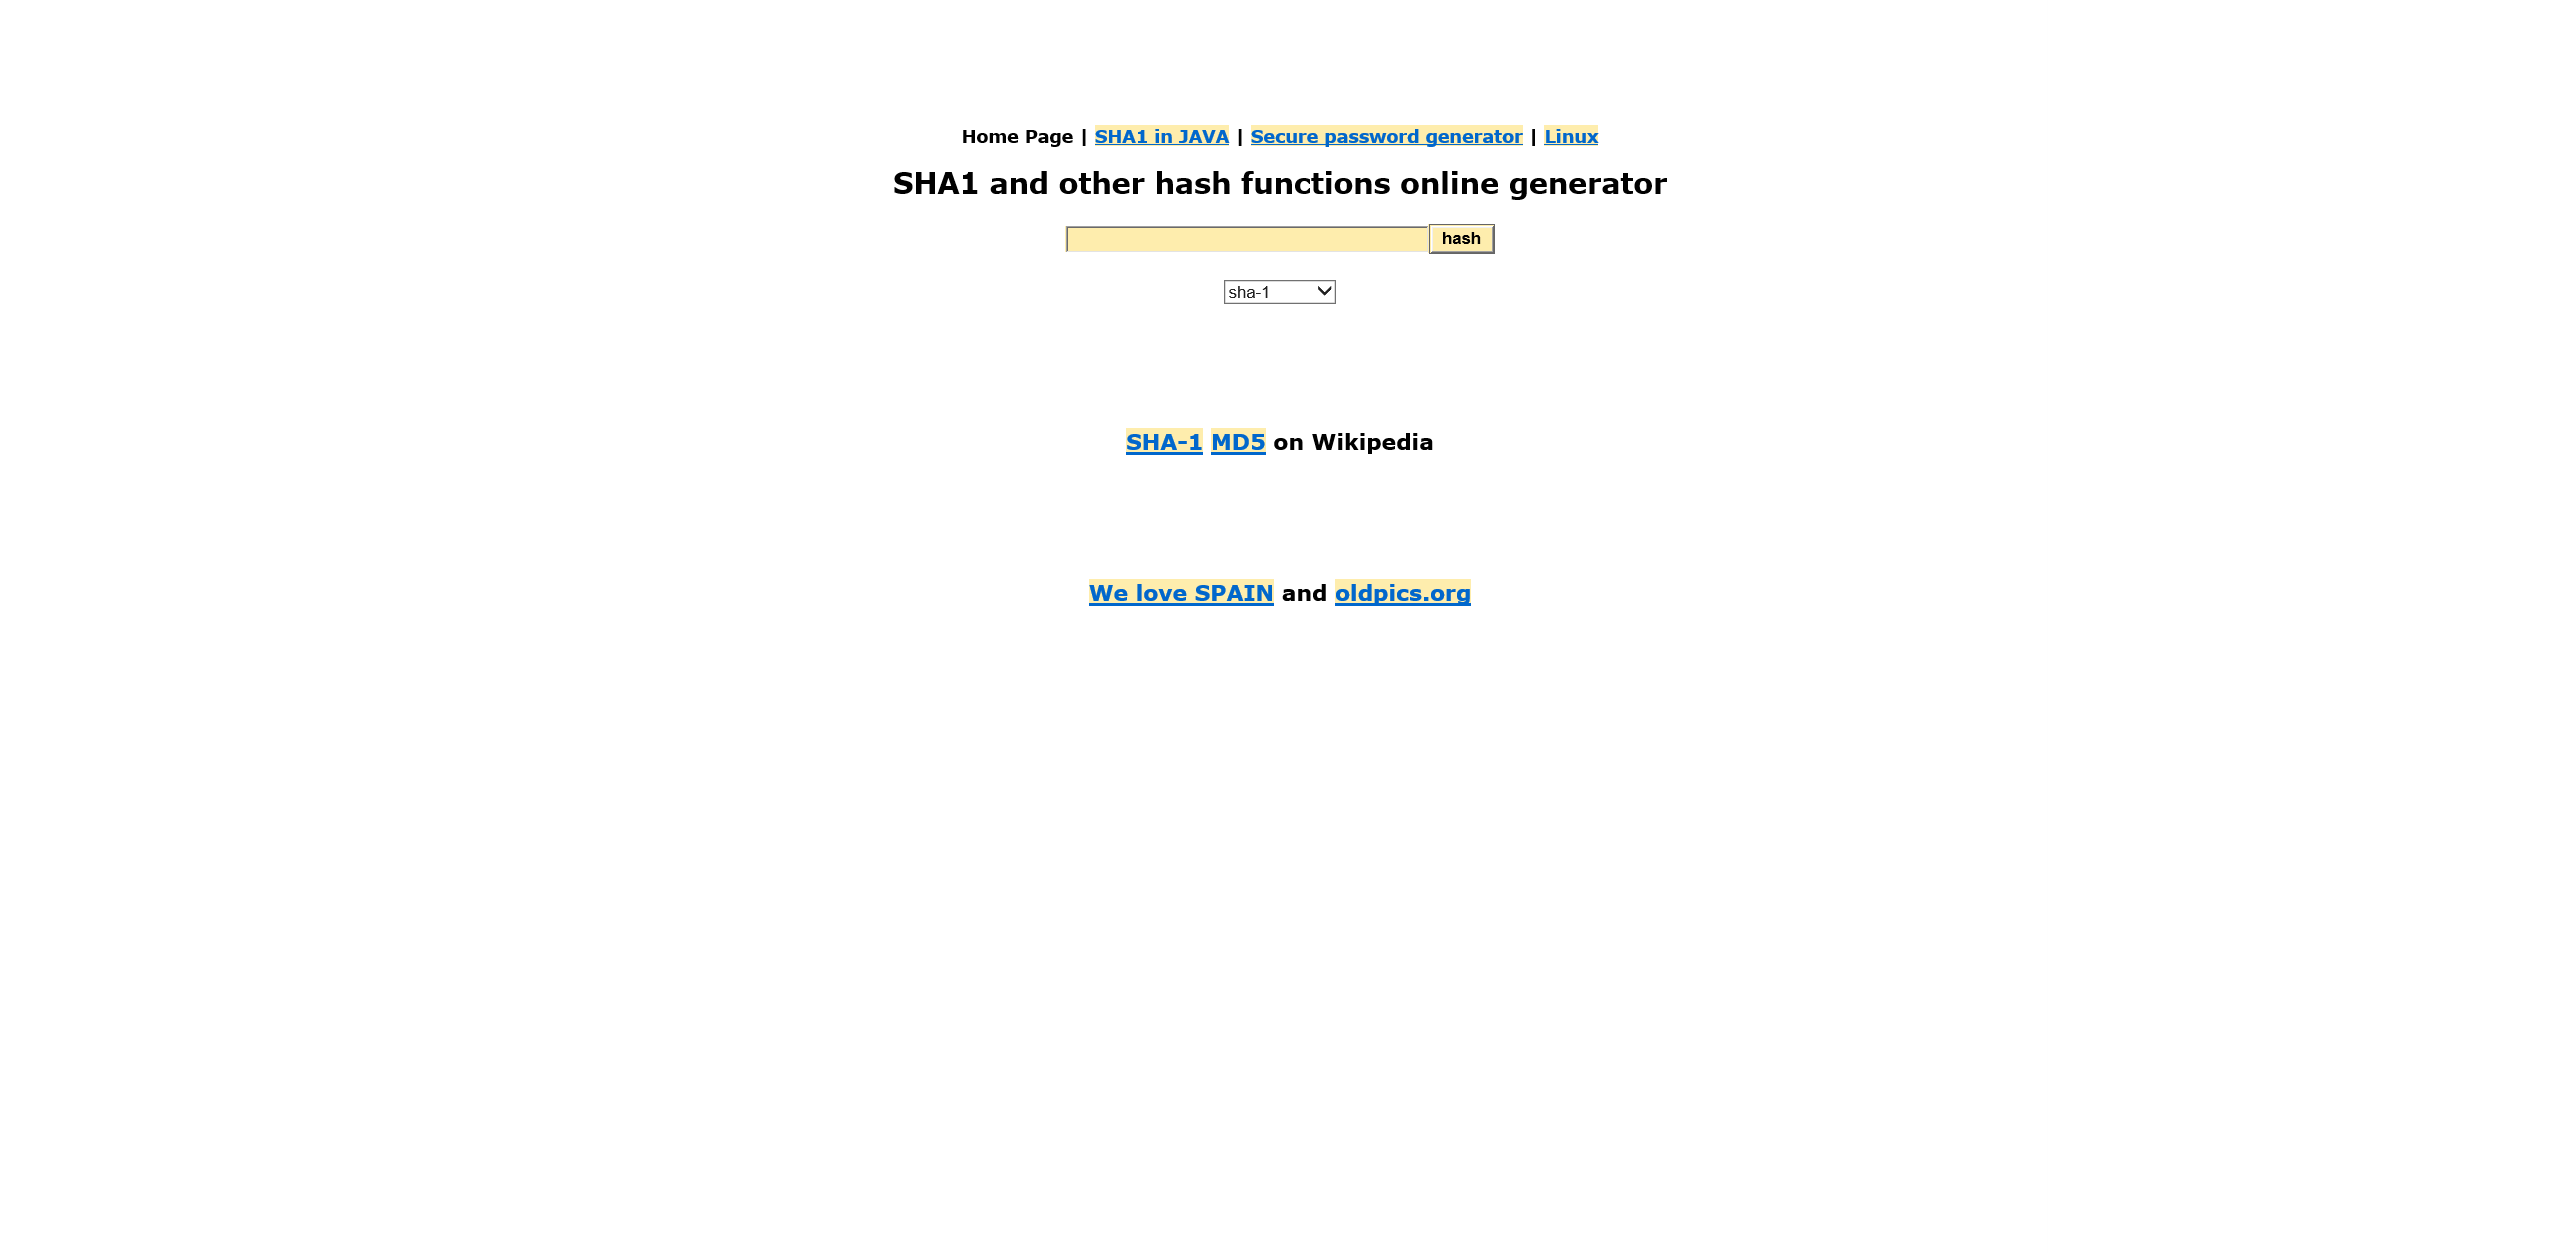 Home Page | SHA1 in JAVA | Secure password generator | Linux
SHA1 and other hash functions online generator
hash
sha-1
SHA-1 MD5 on Wikipedia
We love SPAIN and oldpics.org